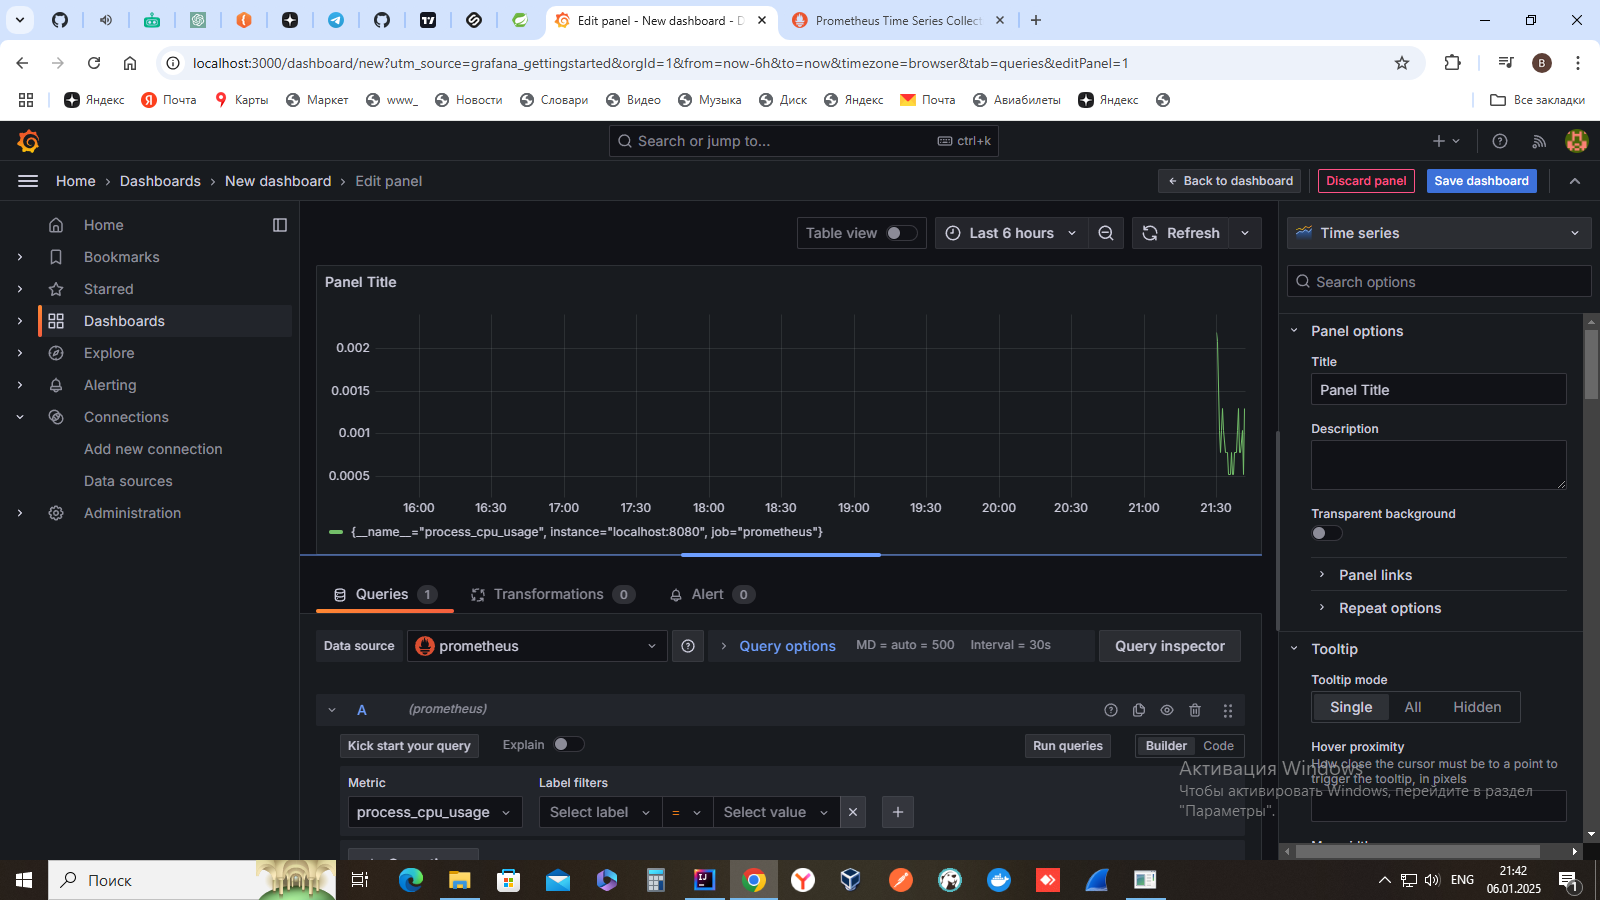 Edit panel - New dashboard - D
Prometheus Time Series Collect
localhost:3000/dashboard/new?utm_source=grafana_gettingstarted&orgId=1&from=now-6h&to=now&timezone=browser&tab=queries&editPanel=1
B
Яндекс
Почта
Карты
Маркет
www_
Новости
Словари
Видео
Музыка
Диск
Яндекс
Почта
Авиабилеты
Яндекс
Все закладки
Search or jump to...
ctrl+k
Home › Dashboards › New dashboard › Edit panel
Back to dashboard
Discard panel
Save dashboard
Home
Bookmarks
Starred
Dashboards
Explore
Alerting
Connections
Add new connection
Data sources
Administration
Table view
Last 6 hours
Refresh
Panel Title
0.002
0.0015
0.001
0.0005
16:00 16:30 17:00 17:30 18:00 18:30 19:00 19:30 20:00 20:30 21:00 21:30
{__name__="process_cpu_usage", instance="localhost:8080", job="prometheus"}
Queries 1
Transformations 0
Alert 0
Data source
prometheus
Query options
MD = auto = 500
Interval = 30s
Query inspector
A
(prometheus)
Kick start your query
Explain
Run queries
Builder
Code
Metric
Label filters
process_cpu_usage
Select label
=
Select value
Time series
Search options
Panel options
Title
Panel Title
Description
Transparent background
Panel links
Repeat options
Tooltip
Tooltip mode
Single
All
Hidden
Hover proximity
How close the cursor must be to a point to
trigger the tooltip, in pixels
Активация Windows
Чтобы активировать Windows, перейдите в раздел
"Параметры".
Поиск
ENG
21:42
06.01.2025
1